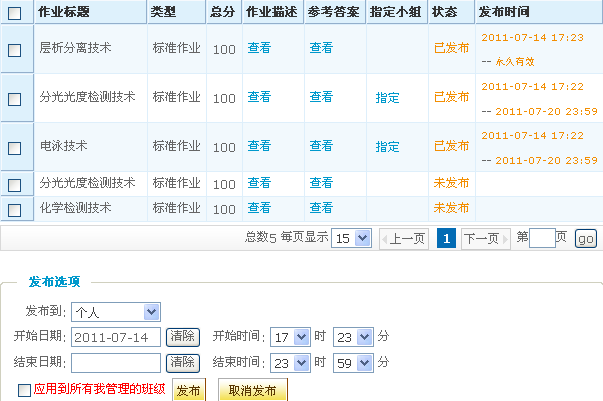 作业标题 类型 总分 作业描述 参考答案 指定小组 状态 发布时间
层析分离技术 标准作业 100 查看 查看 已发布 2011-07-14 17:23
-- 永久有效
分光光度检测技术 标准作业 100 查看 查看 指定 已发布 2011-07-14 17:22
-- 2011-07-20 23:59
电泳技术 标准作业 100 查看 查看 指定 已发布 2011-07-14 17:22
-- 2011-07-20 23:59
分光光度检测技术 标准作业 100 查看 查看 未发布
化学检测技术 标准作业 100 查看 查看 未发布
总数5 每页显示 15 上一页 1 下一页 第 页 go
发布选项
发布到: 个人
开始日期: 2011-07-14 清除 开始时间: 17 时 23 分
结束日期: 清除 结束时间: 23 时 59 分
应用到所有我管理的班级 发布 取消发布